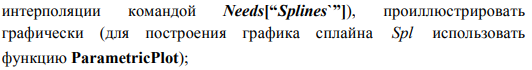 интерполяции командой Needs[“Splines`”]), проиллюстрировать
графически (для построения графика сплайна Spl использовать
функцию ParametricPlot);